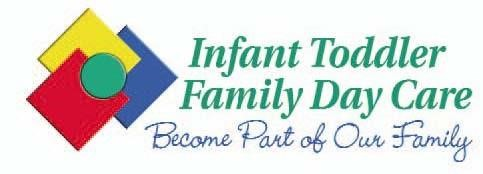 Infant Toddler
Family Day Care
Become Part of Our Family